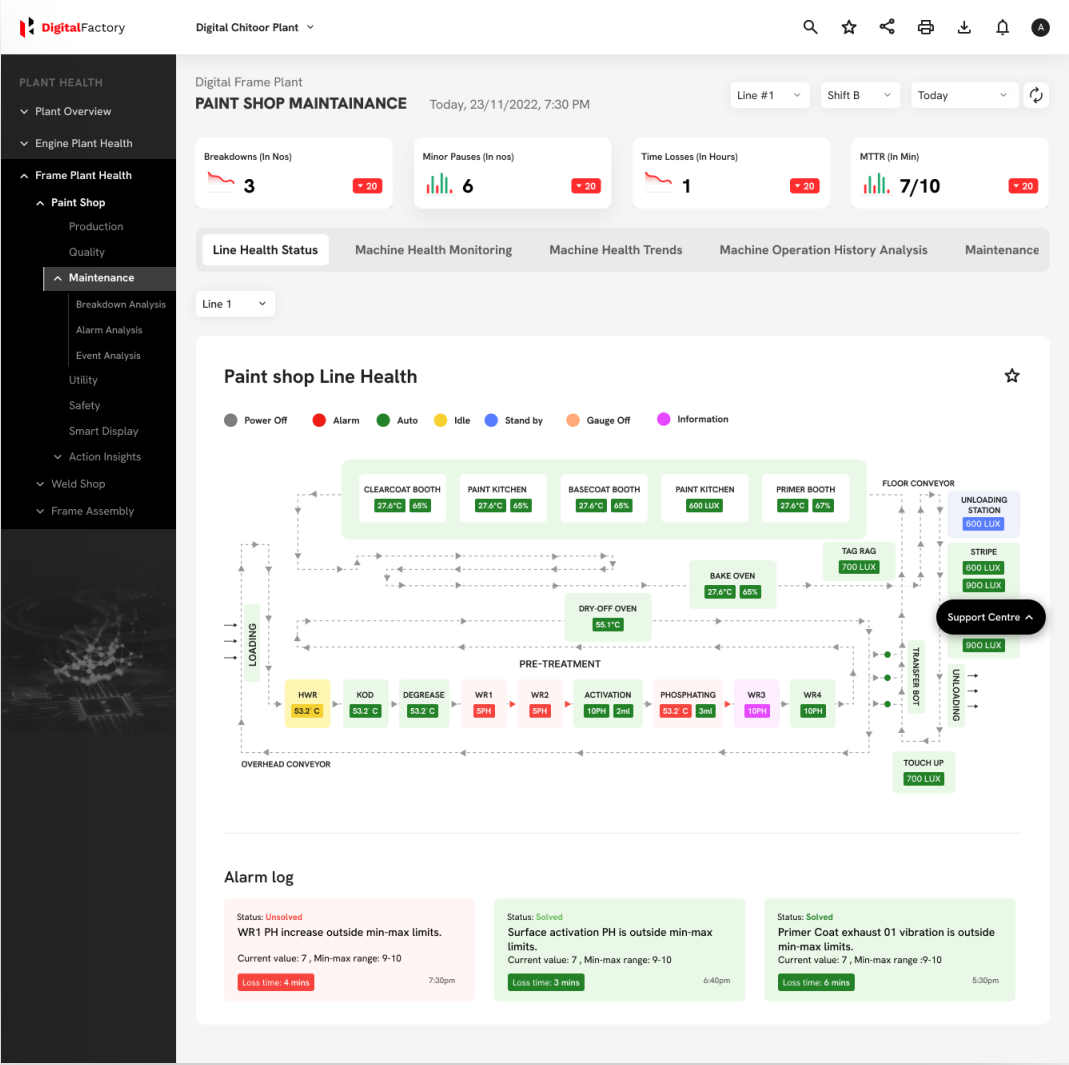 DigitalFactory
Digital Chitoor Plant
A
PLANT HEALTH
Plant Overview
Engine Plant Health
Frame Plant Health
Paint Shop
Production
Quality
Maintenance
Breakdown Analysis
Alarm Analysis
Event Analysis
Utility
Safety
Smart Display
Action Insights
Weld Shop
Frame Assembly
Digital Frame Plant
PAINT SHOP MAINTAINANCE
Today, 23/11/2022, 7:30 PM
Line #1
Shift B
Today
Breakdowns (In Nos)
3
20
Minor Pauses (In nos)
6
20
Time Losses (In Hours)
1
20
MTTR (In Min)
7/10
20
Line Health Status
Machine Health Monitoring
Machine Health Trends
Machine Operation History Analysis
Maintenance
Line 1
Paint shop Line Health
Power Off
Alarm
Auto
Idle
Stand by
Gauge Off
Information
CLEARCOAT BOOTH
27.6°C 65%
PAINT KITCHEN
27.6°C 65%
BASECOAT BOOTH
27.6°C 65%
PAINT KITCHEN
600 LUX
PRIMER BOOTH
27.6°C 67%
FLOOR CONVEYOR
UNLOADING
STATION
600 LUX
TAG RAG
700 LUX
STRIPE
600 LUX
900 LUX
BAKE OVEN
27.6°C 65%
DRY-OFF OVEN
55.1°C
Support Centre
900 LUX
LOADING
PRE-TREATMENT
HWR
53.2˚ C
KOD
53.2˚ C
DEGREASE
53.2˚ C
WR1
5PH
WR2
5PH
ACTIVATION
10PH 2ml
PHOSPHATING
53.2˚ C 3ml
WR3
10PH
WR4
10PH
TRANSFER BOT
UNLOADING
OVERHEAD CONVEYOR
TOUCH UP
700 LUX
Alarm log
Status: Unsolved
WR1 PH increase outside min-max limits.
Current value: 7 , Min-max range: 9-10
Loss time: 4 mins
7:30pm
Status: Solved
Surface activation PH is outside min-max
limits.
Current value: 7 , Min-max range: 9-10
Loss time: 3 mins
6:40pm
Status: Solved
Primer Coat exhaust 01 vibration is outside
min-max limits.
Current value: 7 , Min-max range :9-10
Loss time: 6 mins
5:30pm